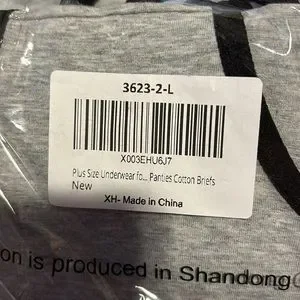 3623-2-L
X003EHU6J7
Plus Size Underwear fo... Panties Cotton Briefs
New
XH- Made in China
on is produced in Shandong